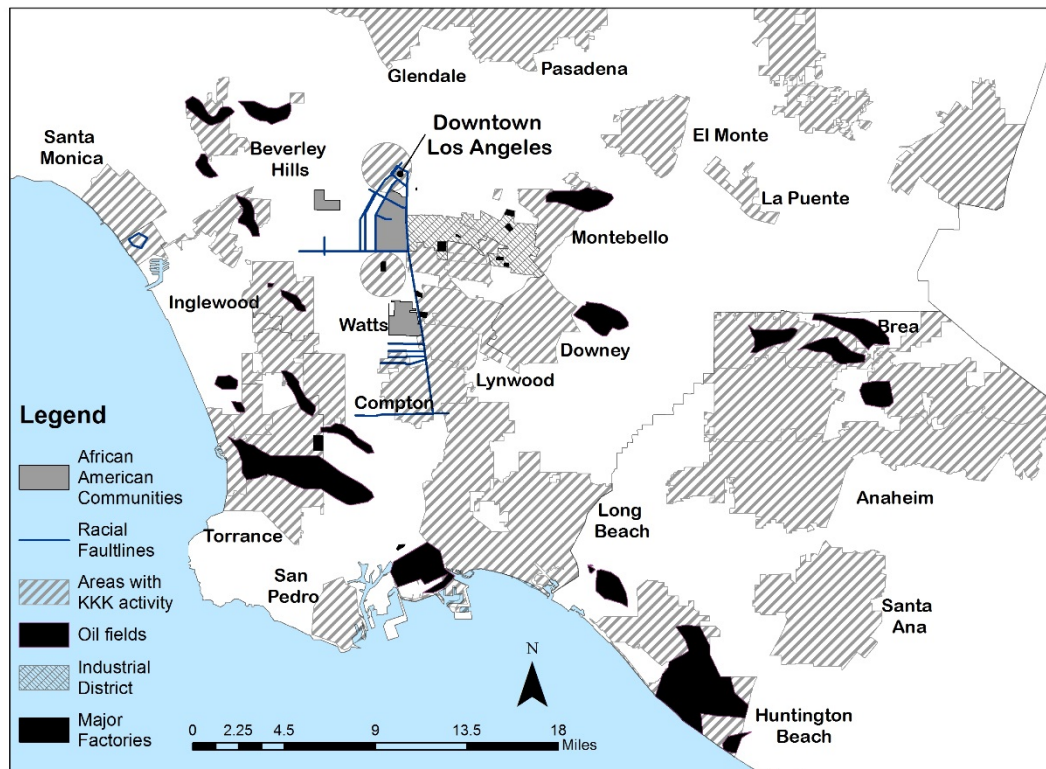 Glendale
Pasadena
Santa
Monica
Beverley
Hills
Downtown
Los Angeles
El Monte
La Puente
Montebello
Inglewood
Watts
Downey
Brea
Lynwood
Compton
Legend
African
American
Communities
Racial
Faultlines
Areas with
KKK activity
Oil fields
Industrial
District
Major
Factories
Torrance
San
Pedro
Long
Beach
Anaheim
Santa
Ana
Huntington
Beach
N
0 2.25 4.5 9 13.5 18
Miles